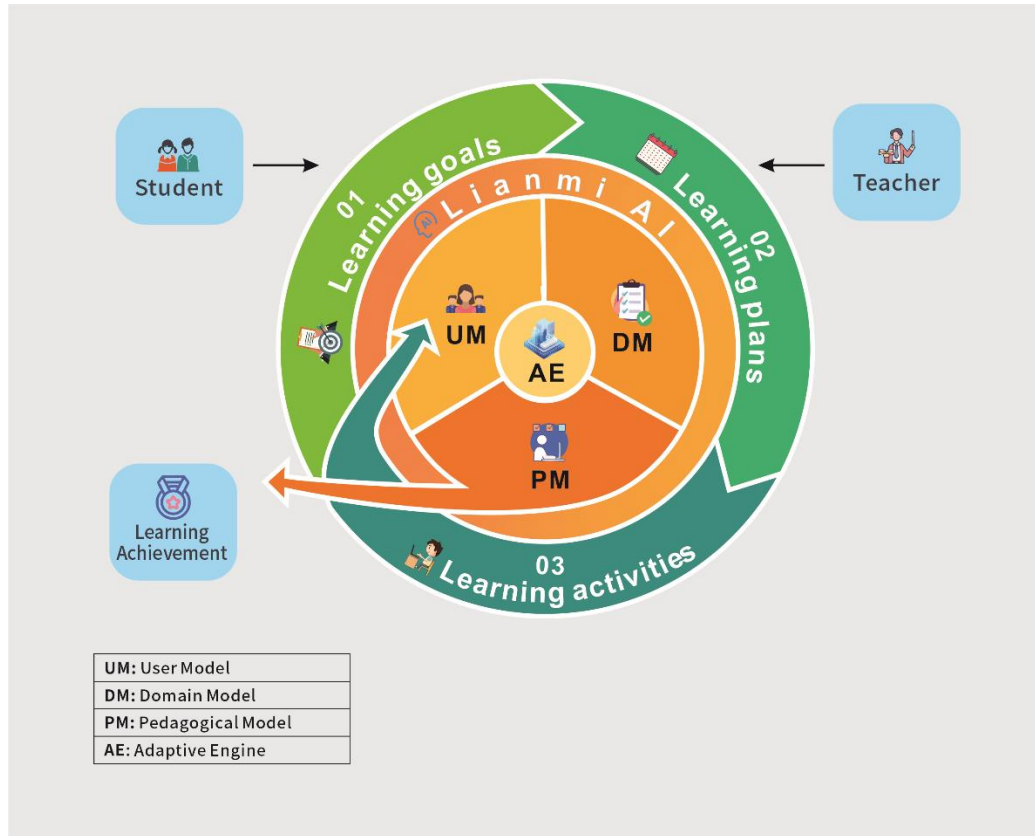 Student
Teacher
01
Learning goals
02
Learning plans
AI
Lianmi AI
UM
DM
AE
PM
03
Learning activities
Learning
Achievement
UM: User Model
DM: Domain Model
PM: Pedagogical Model
AE: Adaptive Engine